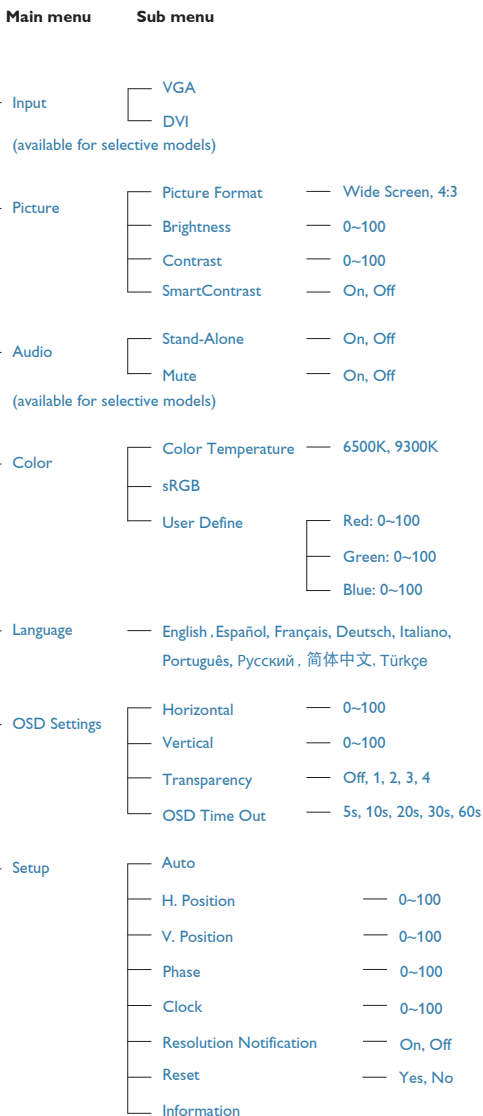 Main menu Sub menu
VGA
Input
DVI
(available for selective models)
Picture Format Wide Screen, 4:3
Picture
Brightness 0~100
Contrast 0~100
SmartContrast On, Off
Stand-Alone On, Off
Audio
Mute On, Off
(available for selective models)
Color Temperature 6500K, 9300K
Color
sRGB
User Define Red: 0~100
Green: 0~100
Blue: 0~100
Language English , Español, Français, Deutsch, Italiano,
Português, Русский , 简体中文, Türkçe
Horizontal 0~100
OSD Settings
Vertical 0~100
Transparency Off, 1, 2, 3, 4
OSD Time Out 5s, 10s, 20s, 30s, 60s
Auto
Setup
H. Position 0~100
V. Position 0~100
Phase 0~100
Clock 0~100
Resolution Notification On, Off
Reset Yes, No
Information